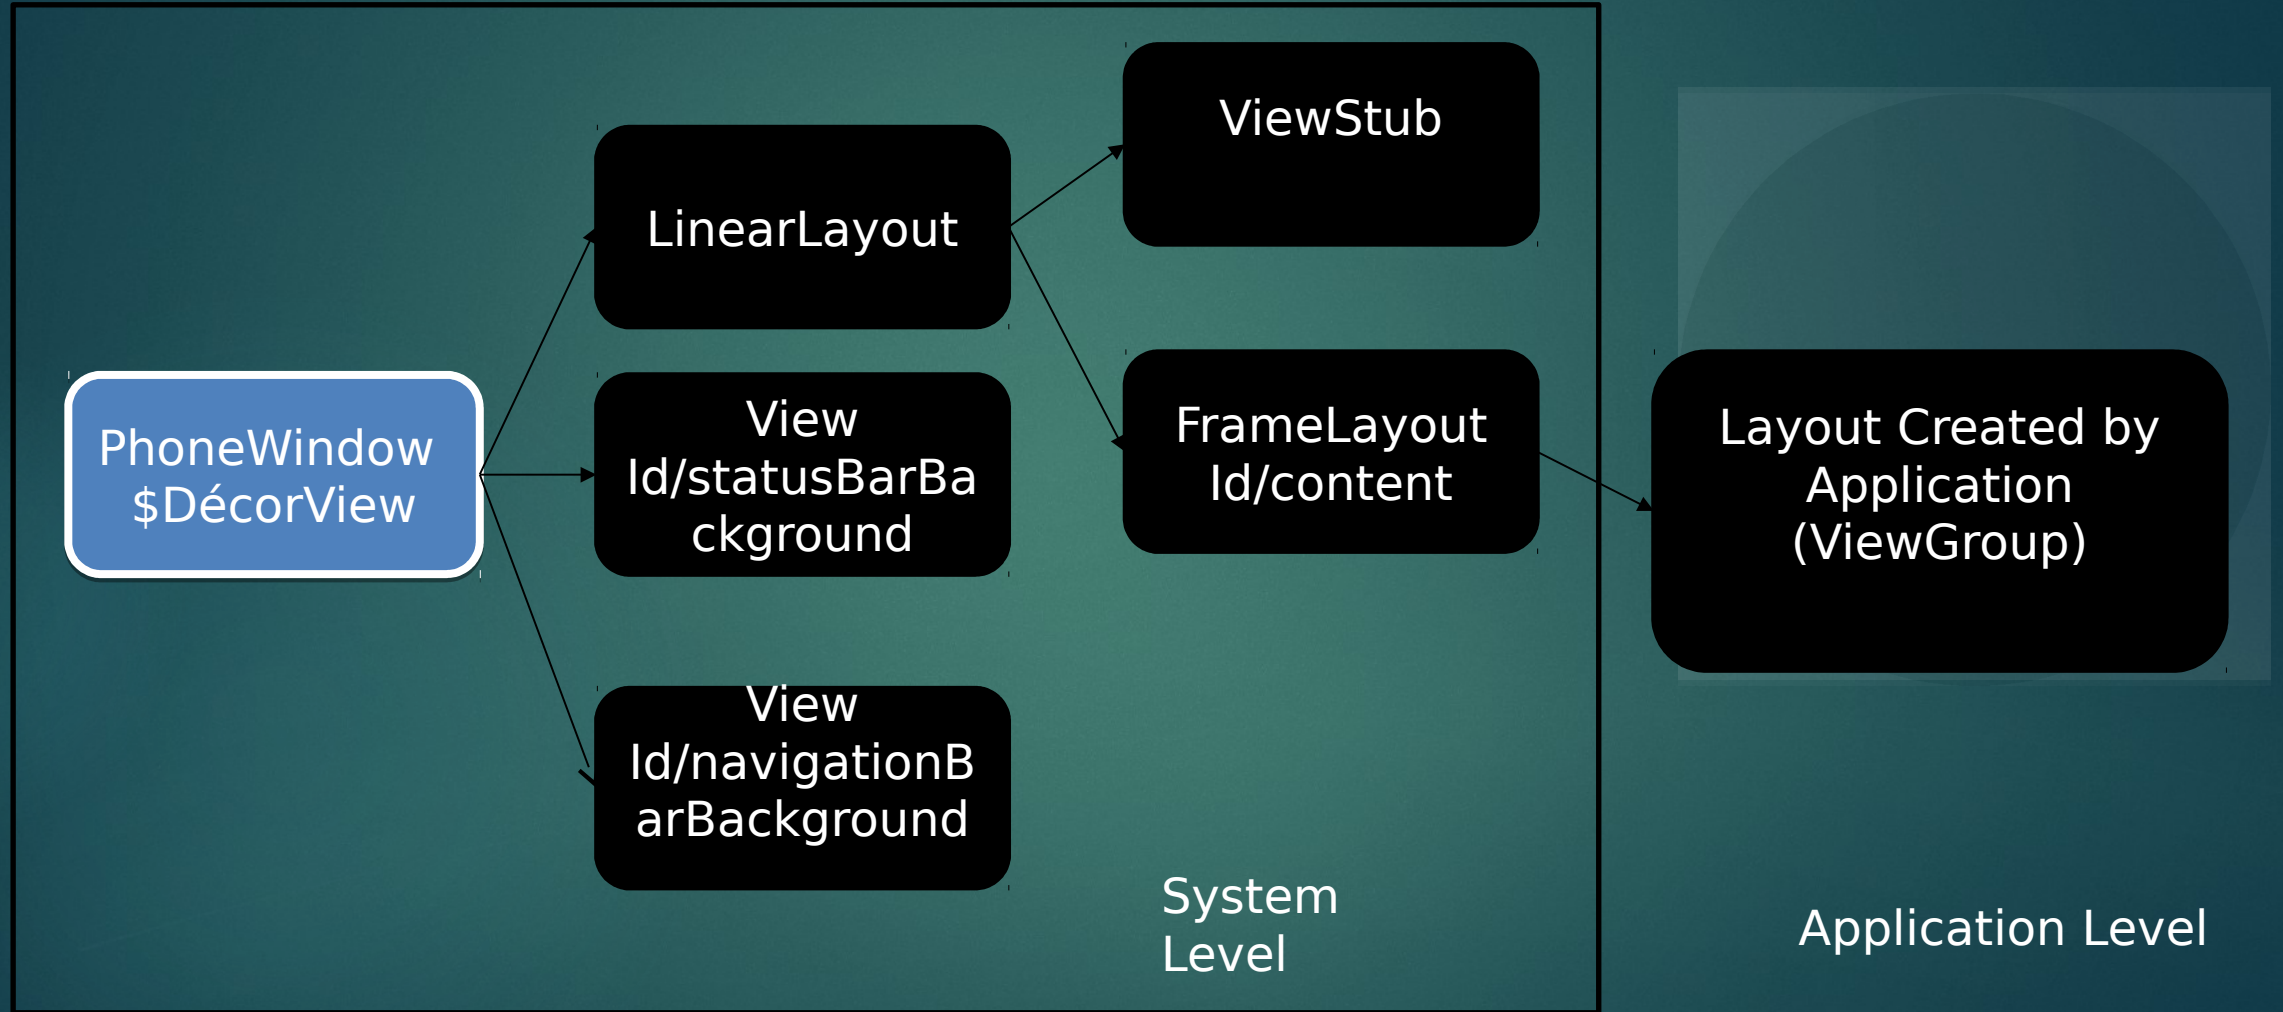 PhoneWindow
$DécorView
LinearLayout
View
Id/statusBarBa
ckground
View
Id/navigationB
arBackground
ViewStub
FrameLayout
Id/content
Layout Created by
Application
(ViewGroup)
System
Level
Application Level